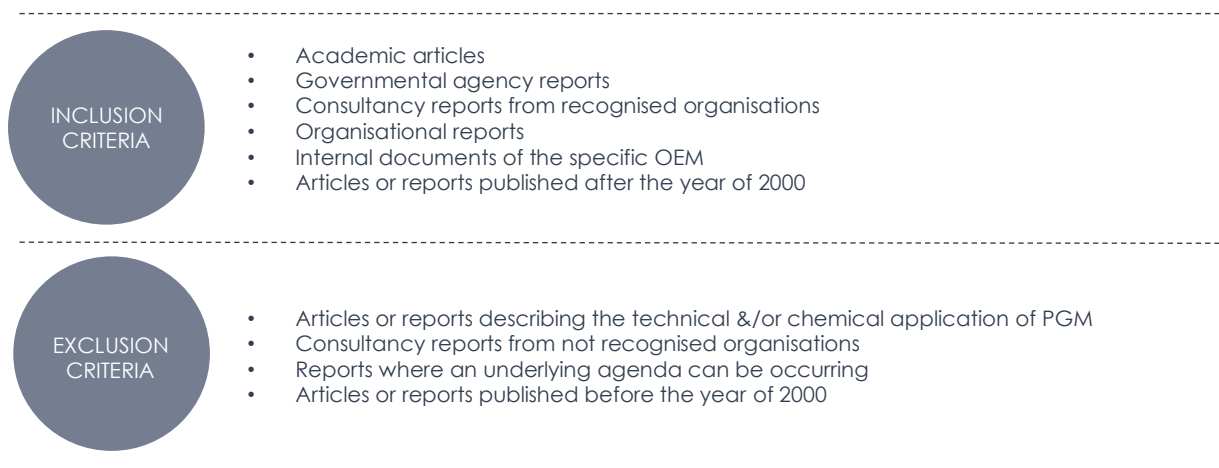 INCLUSION
CRITERIA
• Academic articles
• Governmental agency reports
• Consultancy reports from recognised organisations
• Organisational reports
• Internal documents of the specific OEM
• Articles or reports published after the year of 2000
EXCLUSION
CRITERIA
• Articles or reports describing the technical &/or chemical application of PGM
• Consultancy reports from not recognised organisations
• Reports where an underlying agenda can be occurring
• Articles or reports published before the year of 2000